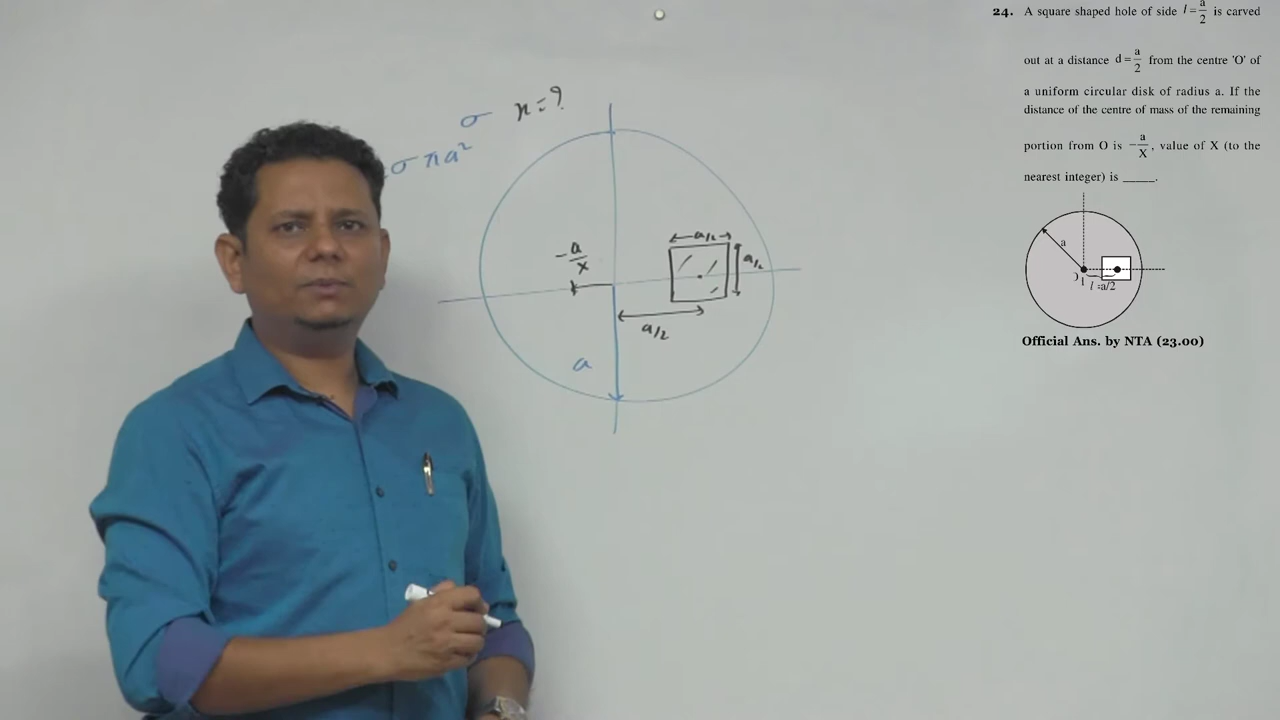 σ x = ?
σπa²
-a/x
a/2
a/2
a/2
a
24. A square shaped hole of side l = a/2 is carved
out at a distance d = a/2 from the centre 'O' of
a uniform circular disk of radius a. If the
distance of the centre of mass of the remaining
portion from O is -a/X, value of X (to the
nearest integer) is _____.
a
O
l =a/2
Official Ans. by NTA (23.00)